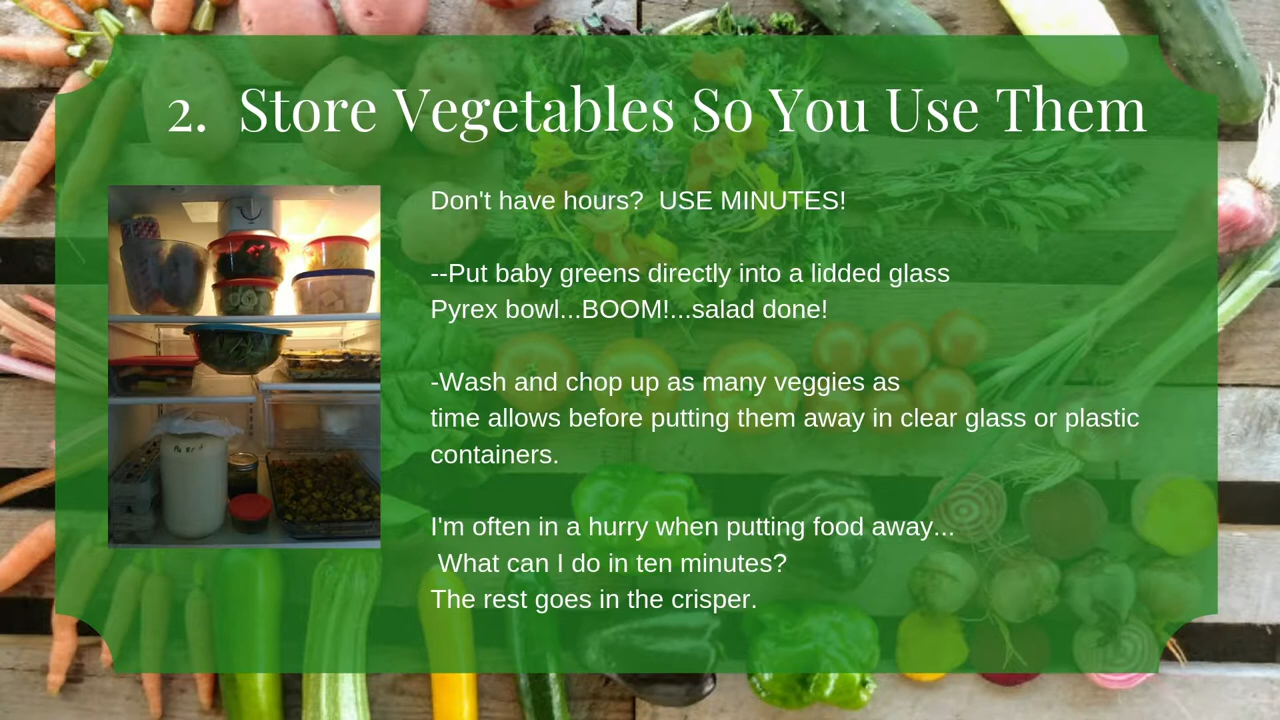 2. Store Vegetables So You Use Them
Don't have hours? USE MINUTES!
--Put baby greens directly into a lidded glass
Pyrex bowl...BOOM!...salad done!
-Wash and chop up as many veggies as
time allows before putting them away in clear glass or plastic
containers.
I'm often in a hurry when putting food away...
What can I do in ten minutes?
The rest goes in the crisper.